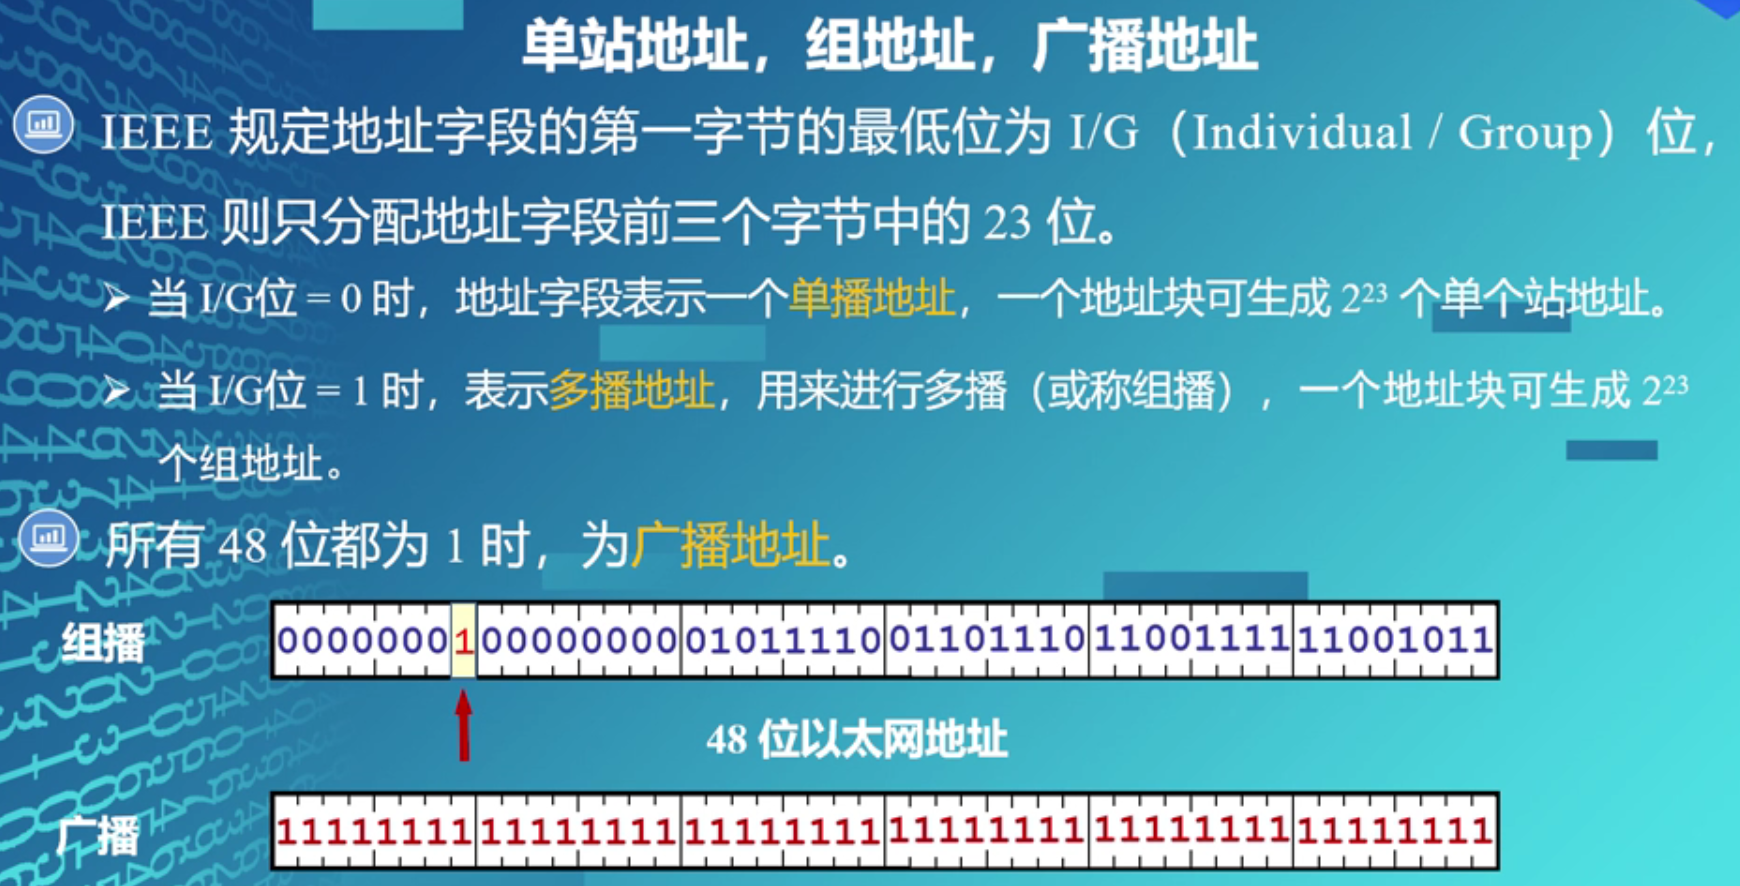 单站地址，组地址，广播地址
IEEE 规定地址字段的第一字节的最低位为 I/G（Individual / Group）位，
IEEE 则只分配地址字段前三个字节中的 23 位。
➢ 当 I/G位 = 0 时，地址字段表示一个单播地址，一个地址块可生成 2²³ 个单个站地址。
➢ 当 I/G位 = 1 时，表示多播地址，用来进行多播（或称组播），一个地址块可生成 2²³
个组地址。
所有 48 位都为 1 时，为广播地址。
组播 00000001 00000000 01011110 01101110 11001111 11001011
48 位以太网地址
广播 11111111 11111111 11111111 11111111 11111111 11111111